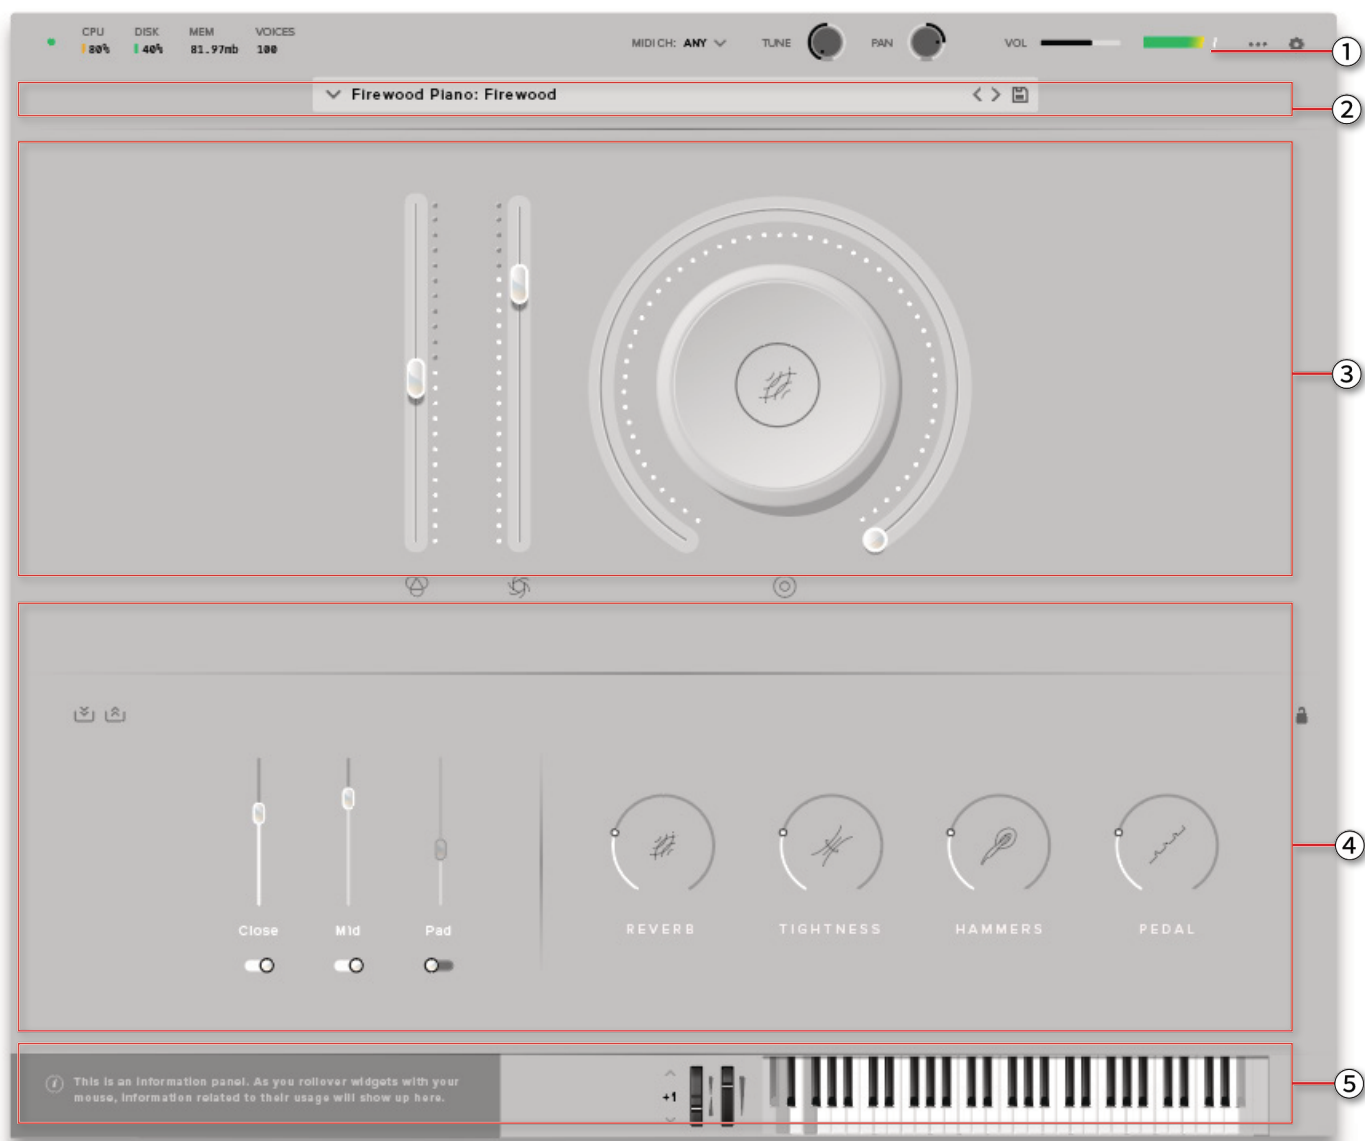 CPU DISK MEM VOICES
80% 40% 81.97mb 100
MIDI CH: ANY TUNE PAN VOL
1
Firewood Piano: Firewood
2
3
Close Mid Pad
REVERB TIGHTNESS HAMMERS PEDAL
4
This is an information panel. As you rollover widgets with your
mouse, information related to their usage will show up here.
+1
5